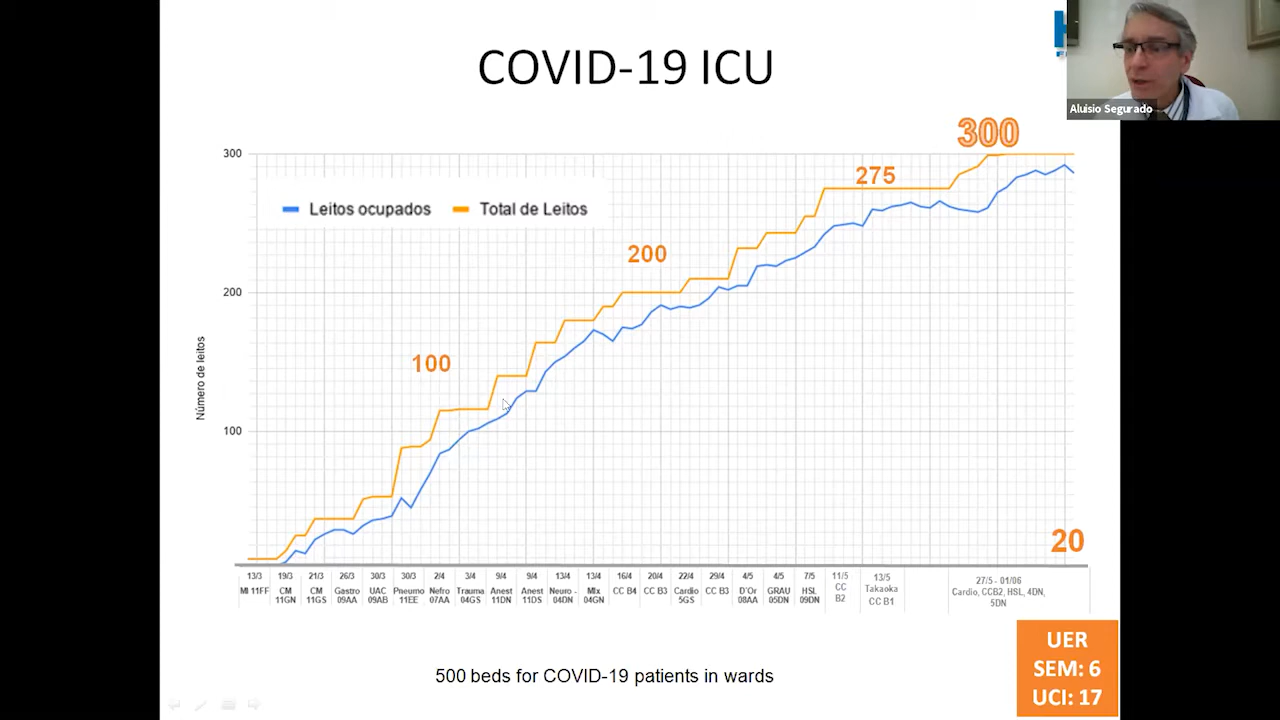 COVID-19 ICU
Aluisio Segurado
300
300
275
Leitos ocupados
Total de Leitos
200
200
100
100
Número de leitos
20
13/3 19/3 21/3 26/3 30/3 30/3 2/4 3/4 9/4 9/4 13/4 13/4 16/4 20/4 22/4 29/4 4/5 4/5 7/5 11/5 13/5 27/5 - 01/06
MI 11FF CM CM Gastro UAC Pneumo Nefro Trauma Anest Anest Neuro - MIx CC B4 CC B3 Cardio CC B3 D'Or GRAU HSL CC Takaoka Cardio, CCB2, HSL, 4DN,
11GN 11GS 09AA 09AB 11EE 07AA 04GS 11DN 11DS 04DN 04GN 5GS 08AA 05DN 09DN B2 CC B1 5DN
UER
SEM: 6
UCI: 17
500 beds for COVID-19 patients in wards